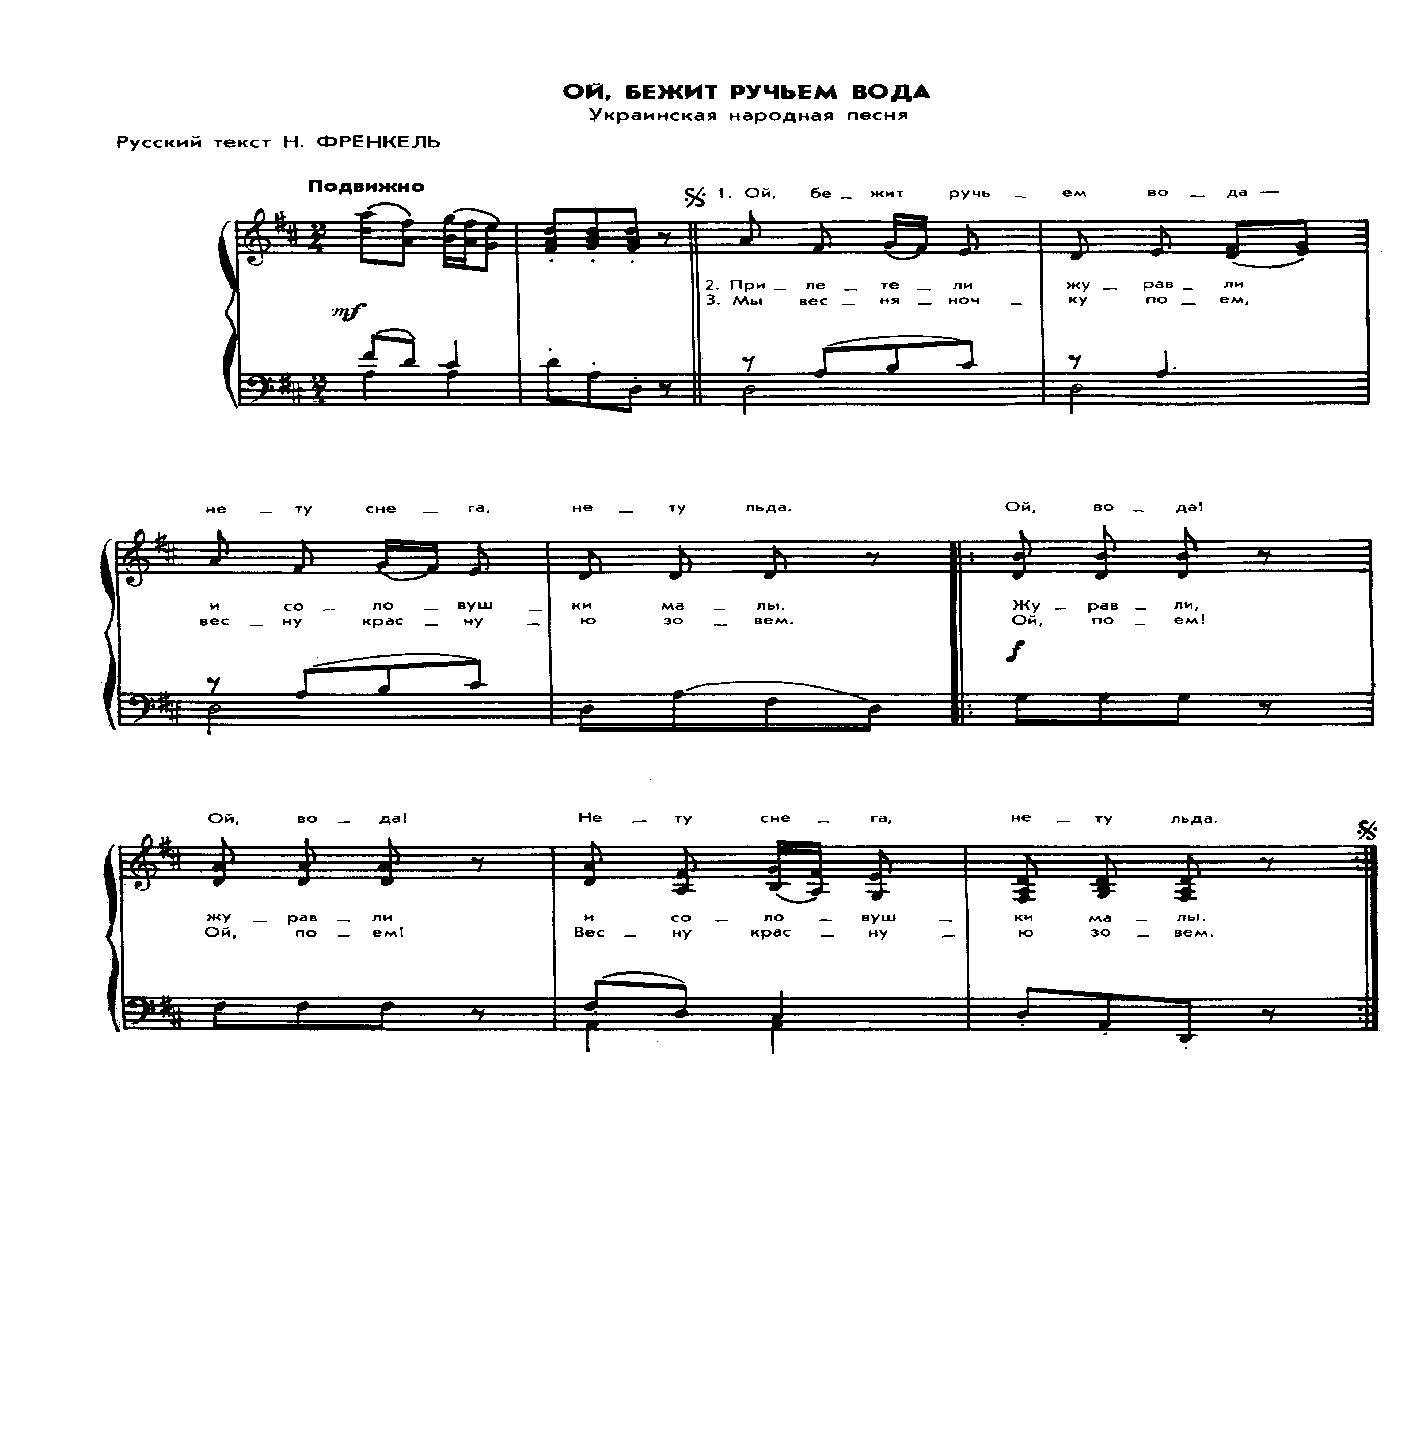 ОЙ, БЕЖИТ РУЧЬЕМ ВОДА
Украинская народная песня
Русский текст Н. ФРЕНКЕЛЬ
Подвижно
1. Ой, бе – жит ручь – ем во – да —
2. При – ле – те – ли жу – рав – ли
3. Мы вес – ня – ноч – ку по – ем,
mf
не – ту сне – га, не – ту льда. Ой, во – да!
и со – ло – вуш – ки ма – лы. Жу – рав – ли,
вес – ну крас – ну – ю зо – вем. Ой, по – ем!
f
Ой, во – да! Не – ту сне – га, не – ту льда.
жу – рав – ли и со – ло – вуш – ки ма – лы.
Ой, по – ем! Вес – ну крас – ну – ю зо – вем.